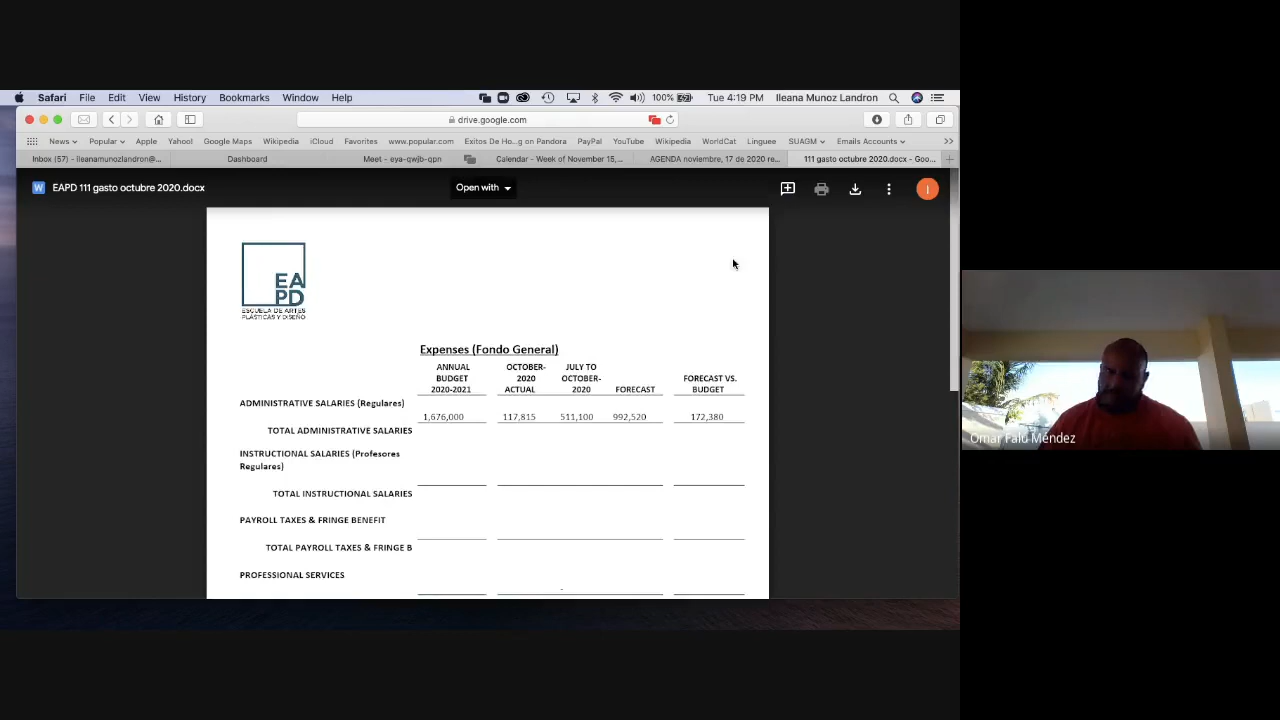 Safari File Edit View History Bookmarks Window Help 100% Tue 4:19 PM Ileana Munoz Landron
drive.google.com
News Popular Apple Yahoo! Google Maps Wikipedia iCloud Favorites www.popular.com Exitos De Ho...g on Pandora PayPal YouTube Wikipedia WorldCat Linguee SUAGM Emails Accounts
Inbox (57) - ileanamunozlandron@... Dashboard Meet - eya-qwjb-qpn Calendar - Week of November 15,... AGENDA noviembre, 17 de 2020 re... 111 gasto octubre 2020.docx - Goo...
W EAPD 111 gasto octubre 2020.docx Open with I
EA
PD
ESCUELA DE ARTES
PLÁSTICAS Y DISEÑO
Expenses (Fondo General)
ANNUAL OCTOBER- JULY TO
BUDGET 2020 OCTOBER- FORECAST VS.
2020-2021 ACTUAL 2020 FORECAST BUDGET
ADMINISTRATIVE SALARIES (Regulares)
1,676,000 117,815 511,100 992,520 172,380
TOTAL ADMINISTRATIVE SALARIES
INSTRUCTIONAL SALARIES (Profesores
Regulares)
TOTAL INSTRUCTIONAL SALARIES
PAYROLL TAXES & FRINGE BENEFIT
TOTAL PAYROLL TAXES & FRINGE B
PROFESSIONAL SERVICES
-
Omar Falú Méndez